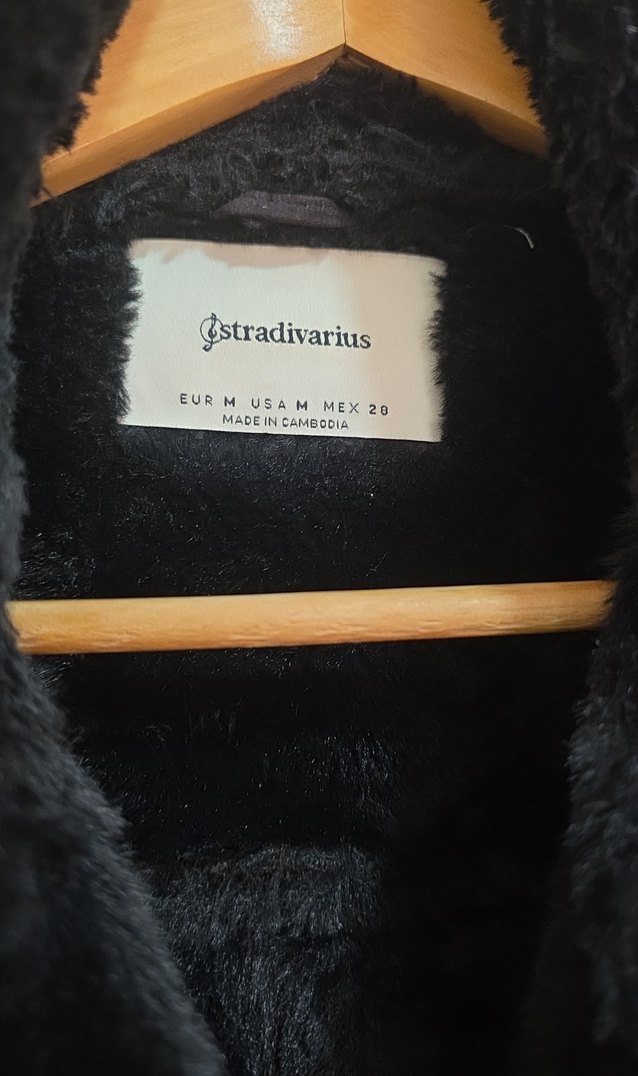 stradivarius
EUR M USA M MEX 28
MADE IN CAMBODIA